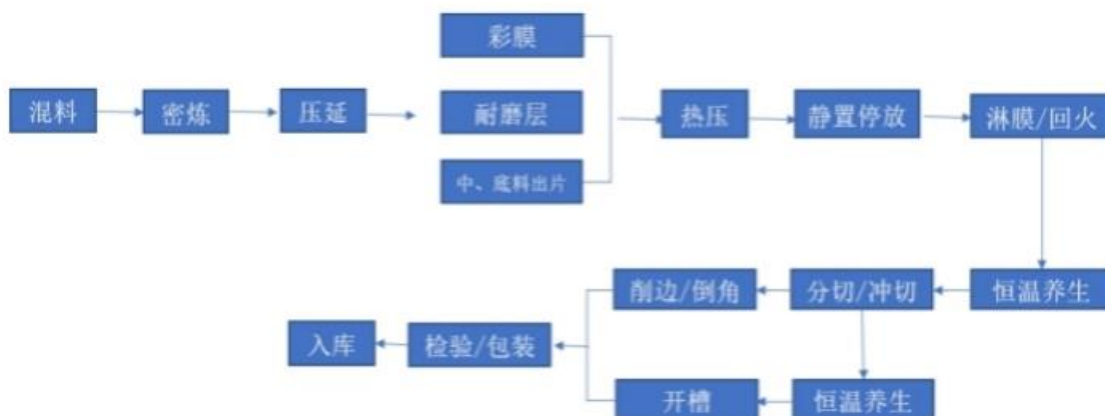 混料
密炼
压延
彩膜
耐磨层
中、底料出片
热压
静置停放
淋膜/回火
恒温养生
分切/冲切
削边/倒角
恒温养生
开槽
检验/包装
入库